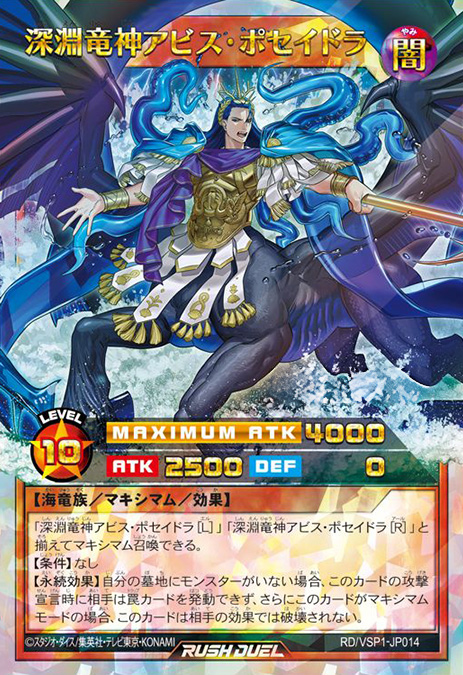 深淵竜神アビス・ポセイドラ
やみ
闇
LEVEL
10
MAXIMUM ATK 4000
ATK 2500 DEF 0
【海竜族／マキシマム／効果】
「深淵竜神アビス・ポセイドラ[L]」「深淵竜神アビス・ポセイドラ[R]」と
揃えてマキシマム召喚できる。
【条件】なし
【永続効果】自分の墓地にモンスターがいない場合、このカードの攻撃
宣言時に相手は罠カードを発動できず、さらにこのカードがマキシマム
モードの場合、このカードは相手の効果では破壊されない。
©スタジオ・ダイス/集英社・テレビ東京・KONAMI
RUSH DUEL
RD/VSP1-JP014